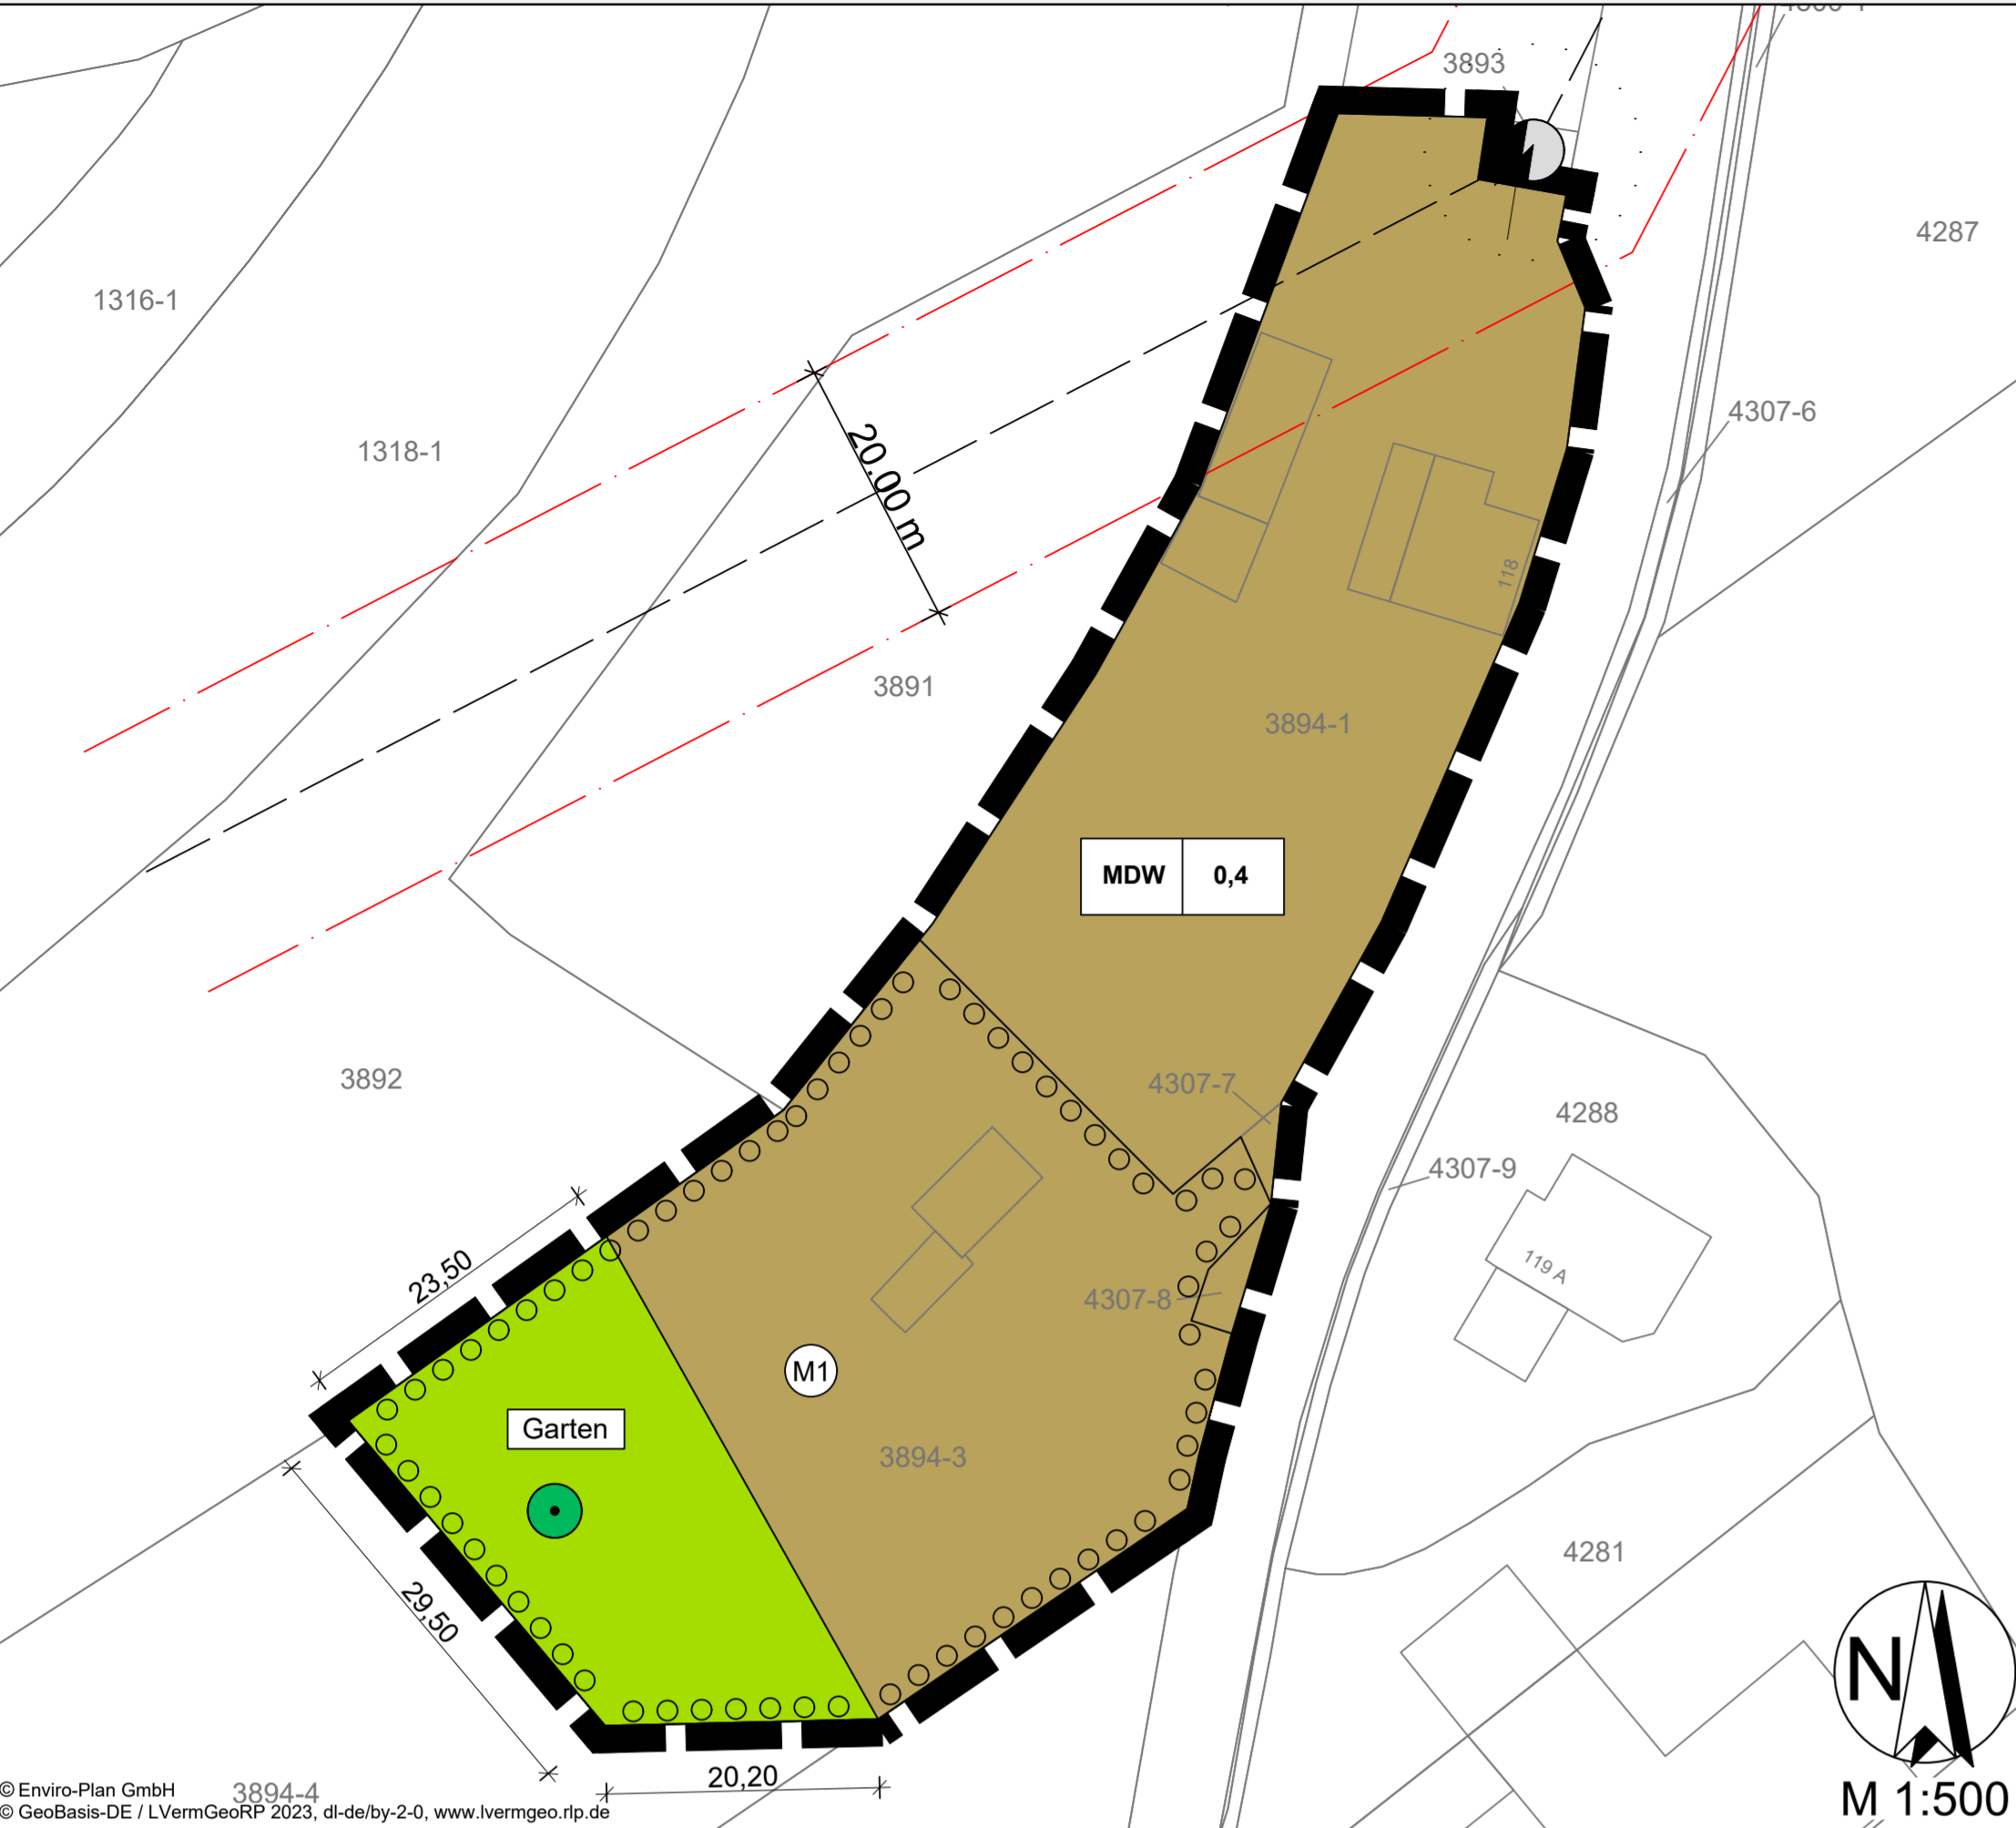 3893
4287
1316-1
4307-6
1318-1
20.00 m
118
3891
3894-1
MDW 0,4
3892
4307-7
4288
4307-9
23,50
119 A
4307-8
M1
Garten
3894-3
4281
29,50
N
20,20
3894-4
© Enviro-Plan GmbH
© GeoBasis-DE / LVermGeoRP 2023, dl-de/by-2-0, www.lvermgeo.rlp.de
M 1:500